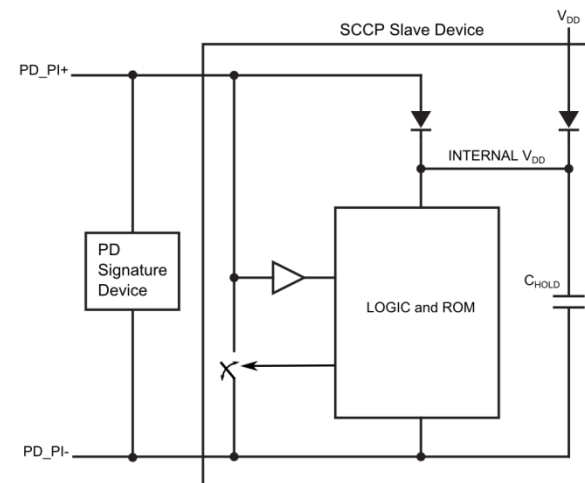 V_DD
SCCP Slave Device
PD_PI+
INTERNAL V_DD
PD
Signature
Device
LOGIC and ROM
C_HOLD
PD_PI-